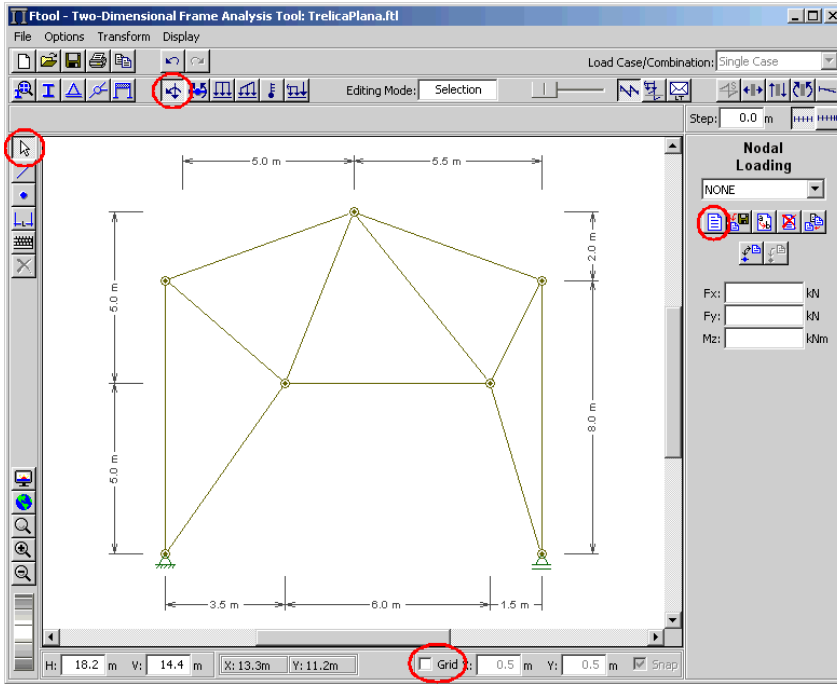 Ftool - Two-Dimensional Frame Analysis Tool: TrelicaPlana.ftl
File Options Transform Display
Load Case/Combination: Single Case
Editing Mode: Selection
Step: 0.0 m
Nodal
Loading
NONE
5.0 m 5.5 m
2.0 m
5.0 m
Fx: kN
Fy: kN
Mz: kNm
8.0 m
5.0 m
3.5 m 6.0 m 1.5 m
H: 18.2 m V: 14.4 m X: 13.3m Y: 11.2m Grid X: 0.5 m Y: 0.5 m Snap